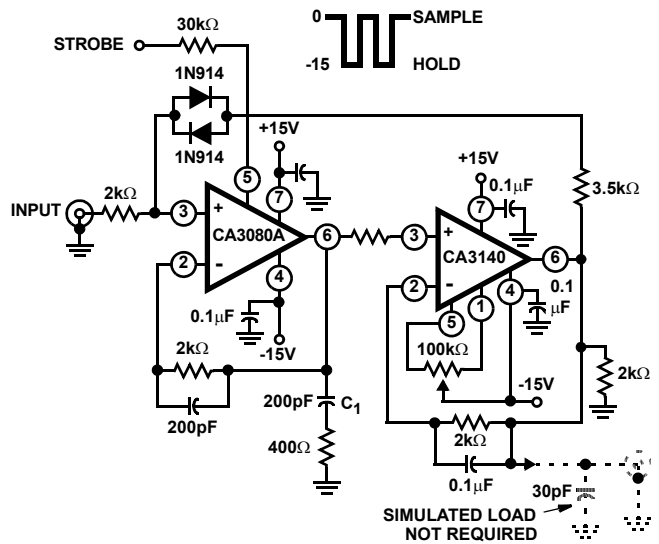 30kΩ
0
SAMPLE
STROBE
-15
HOLD
1N914
+15V
1N914
+15V
0.1μF
3.5kΩ
5
7
7
2kΩ
INPUT
3
+
CA3080A
6
3
+
CA3140
6
2
-
4
2
-
4
0.1
μF
5
1
0.1μF
100kΩ
-15V
-15V
2kΩ
2kΩ
200pF
C1
200pF
2kΩ
400Ω
0.1μF
30pF
SIMULATED LOAD
NOT REQUIRED